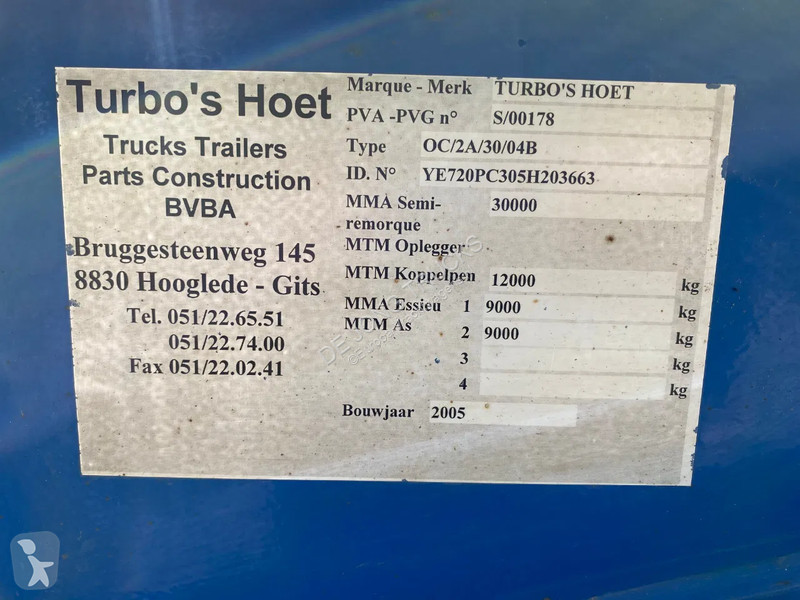 Turbo's Hoet
Trucks Trailers
Parts Construction
BVBA
Bruggesteenweg 145
8830 Hooglede - Gits
Tel. 051/22.65.51
051/22.74.00
Fax 051/22.02.41
Marque - Merk TURBO'S HOET
PVA -PVG n° S/00178
Type OC/2A/30/04B
ID. N° YE720PC305H203663
MMA Semi- 30000
remorque
MTM Oplegger
MTM Koppelpen 12000 kg
MMA Essieu 1 9000 kg
MTM As 2 9000 kg
3 kg
4 kg
Bouwjaar 2005